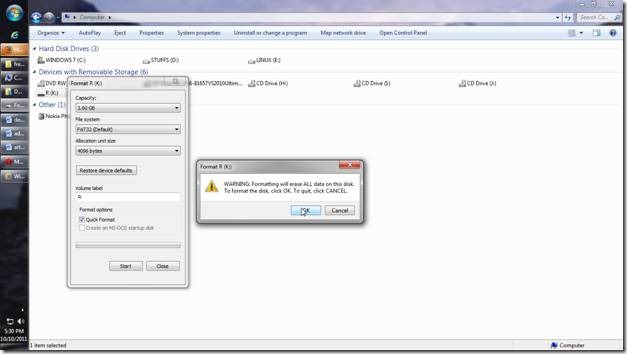 Computer
Search Co...
Organize AutoPlay Eject Properties System properties Uninstall or change a program Map network drive Open Control Panel
Hard Disk Drives (3)
WINDOWS 7 (C:) STUFFS (D:) LINUX (E:)
Devices with Removable Storage (6)
DVD RW -81657VS2010Ultim... CD Drive (H:) CD Drive (I:) CD Drive (J:)
R (K:)
Other (1)
Nokia Ph
Format R (K:)
Capacity:
3.60 GB
File system
FAT32 (Default)
Allocation unit size
4096 bytes
Restore device defaults
Volume label
R
Format options
Quick Format
Create an MS-DOS startup disk
Start Close
Format R (K:)
WARNING: Formatting will erase ALL data on this disk.
To format the disk, click OK. To quit, click CANCEL.
OK Cancel
5:30 PM
10/10/2011
1 item selected
Computer